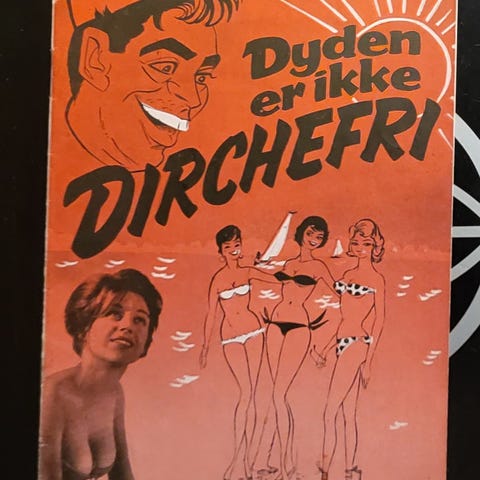 Dyden
er ikke
DIRCHEFRI